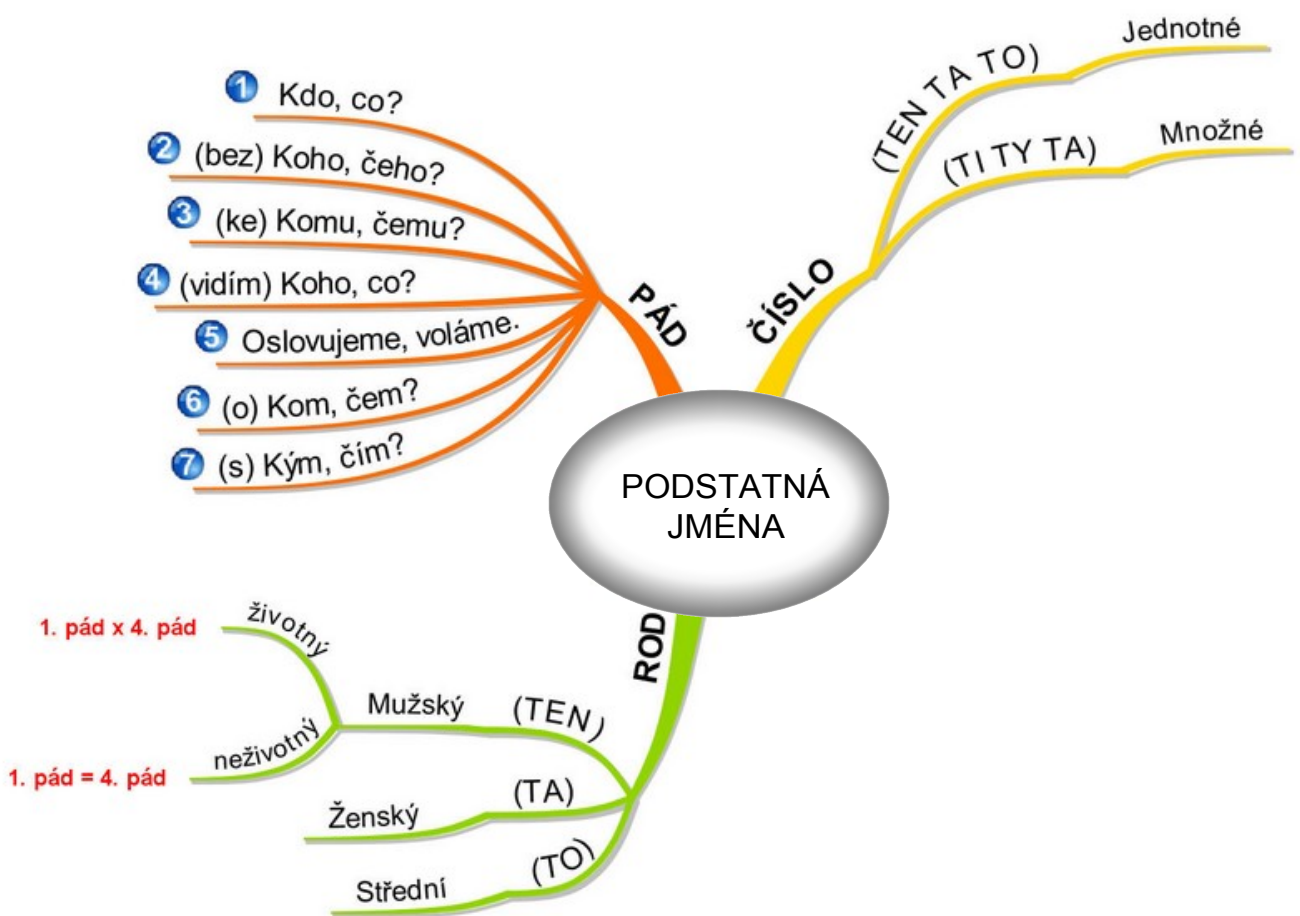 1 Kdo, co?
2 (bez) Koho, čeho?
3 (ke) Komu, čemu?
4 (vidím) Koho, co?
5 Oslovujeme, voláme.
6 (o) Kom, čem?
7 (s) Kým, čím?
PÁD
ČÍSLO
(TEN TA TO)
Jednotné
(TI TY TA)
Množné
PODSTATNÁ
JMÉNA
ROD
(TEN)
Mužský
životný
1. pád x 4. pád
neživotný
1. pád = 4. pád
(TA)
Ženský
(TO)
Střední